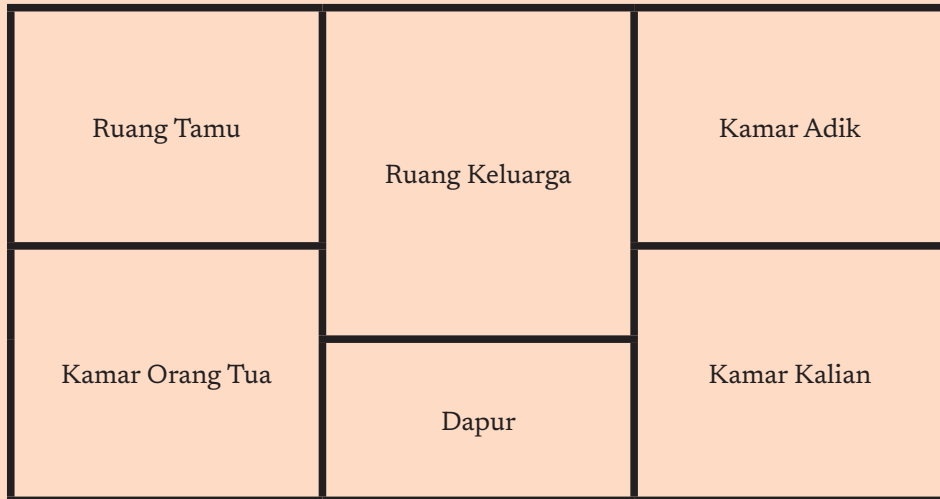 Ruang Tamu
Ruang Keluarga
Kamar Adik
Kamar Orang Tua
Dapur
Kamar Kalian